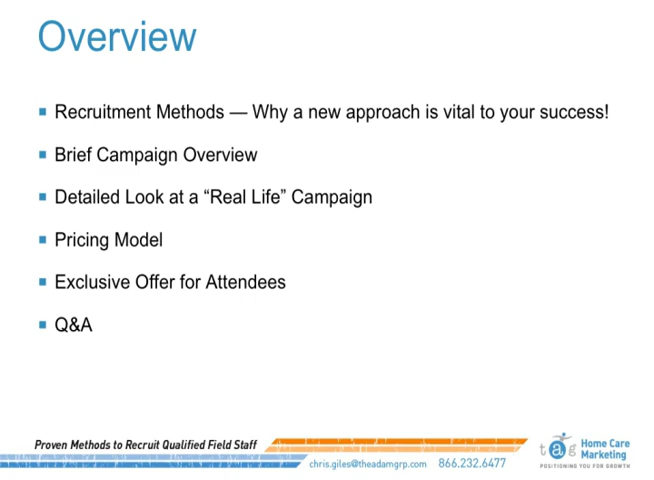 Overview
Recruitment Methods — Why a new approach is vital to your success!
Brief Campaign Overview
Detailed Look at a “Real Life” Campaign
Pricing Model
Exclusive Offer for Attendees
Q&A
Proven Methods to Recruit Qualified Field Staff
chris.giles@theadamgrp.com 866.232.6477
tag Home Care
Marketing
POSITIONING YOU FOR GROWTH